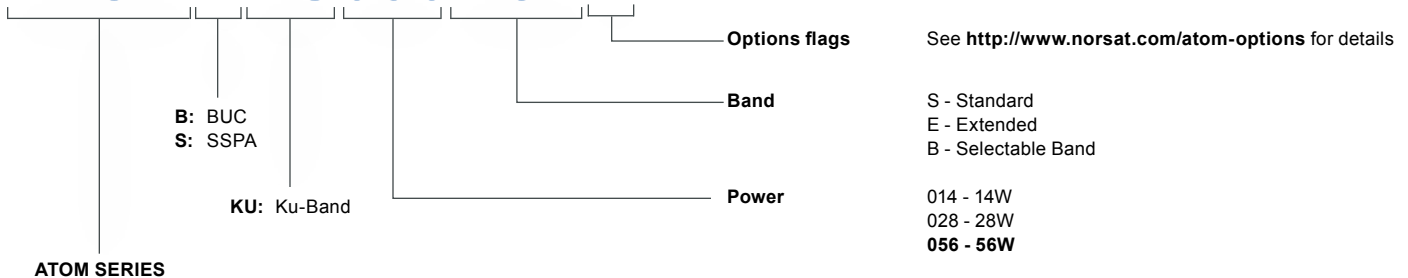 Options flags See http://www.norsat.com/atom-options for details
Band S - Standard
E - Extended
B - Selectable Band
B: BUC
S: SSPA
Power 014 - 14W
028 - 28W
056 - 56W
KU: Ku-Band
ATOM SERIES